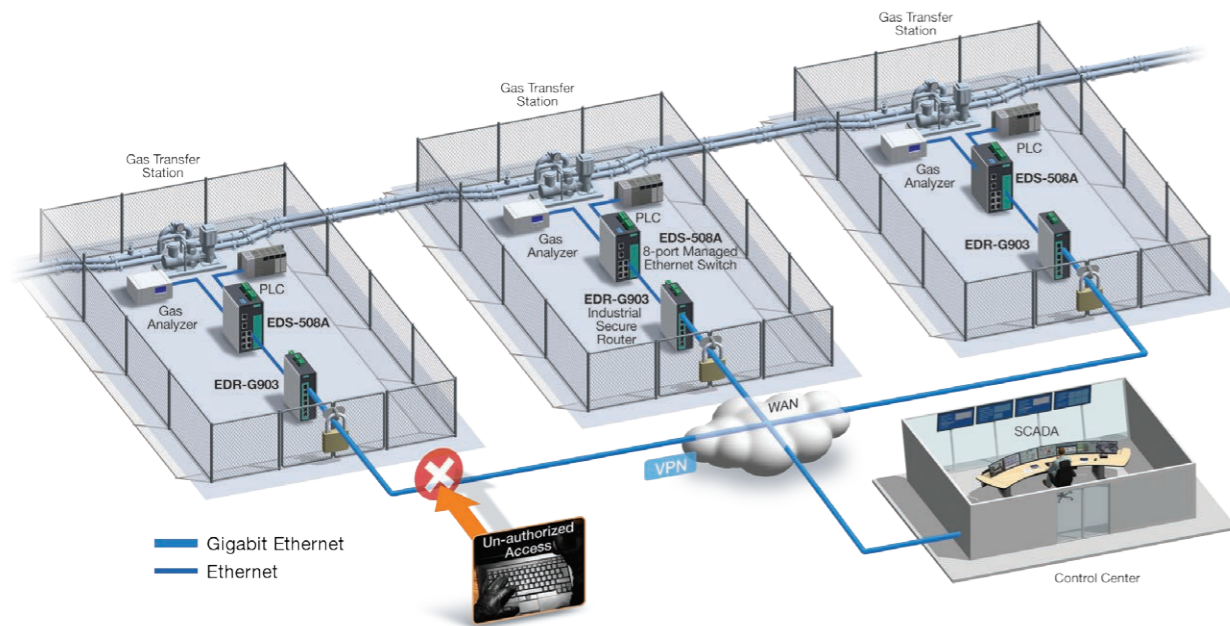 Gas Transfer
Station
PLC
Gas
Analyzer
EDS-508A
EDR-G903
Gas Transfer
Station
PLC
Gas
Analyzer
EDS-508A
8-port Managed
Ethernet Switch
EDR-G903
Industrial
Secure
Router
Gas Transfer
Station
PLC
Gas
Analyzer
EDS-508A
EDR-G903
WAN
VPN
SCADA
Un-authorized
Access
Gigabit Ethernet
Ethernet
Control Center